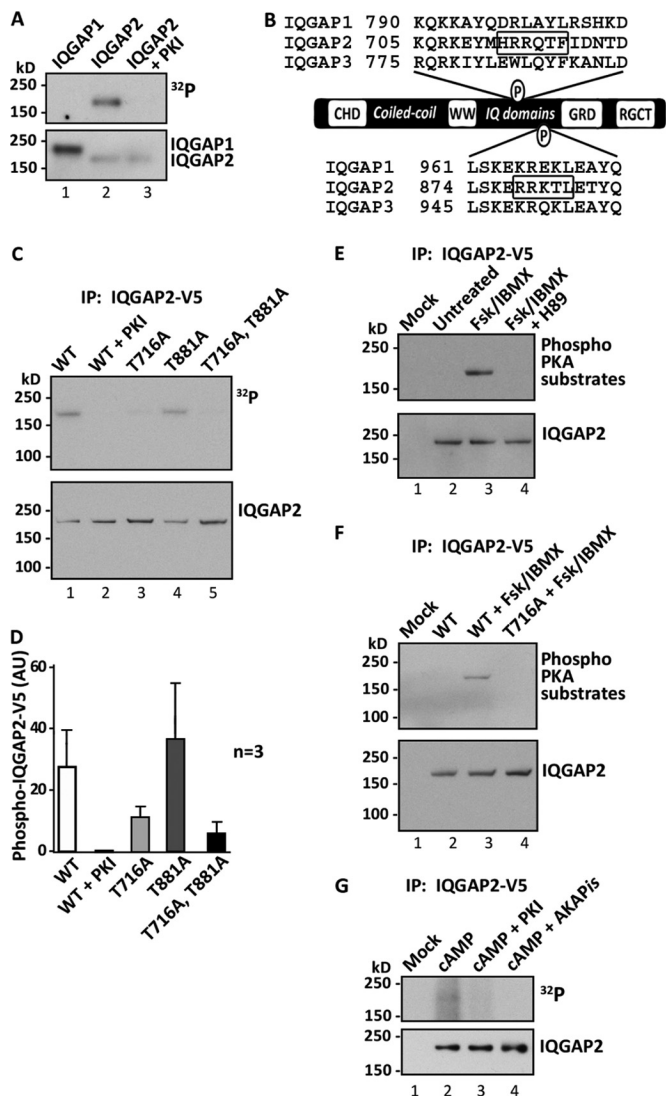 A
IQGAP1
IQGAP2
IQGAP2 + PKI
kD
250
150
32P
250
150
IQGAP1
IQGAP2
1 2 3
B
IQGAP1 790 KQKKAYQDRLAYLRSHKD
IQGAP2 705 KQRKEYMHRRQTFIDNTD
IQGAP3 775 RQRKIYLEWLQYFKANLD
P
CHD Coiled-coil WW IQ domains GRD RGCT
P
IQGAP1 961 LSKEKREKLEAYQ
IQGAP2 874 LSKERRKTLETYQ
IQGAP3 945 LSKEKRQKLEAYQ
C
IP: IQGAP2-V5
WT
WT + PKI
T716A
T881A
T716A, T881A
kD
250
150
100
32P
250
150
100
IQGAP2
1 2 3 4 5
D
Phospho-IQGAP2-V5 (AU)
60
40
20
0
n=3
WT
WT + PKI
T716A
T881A
T716A, T881A
E
IP: IQGAP2-V5
Mock
Untreated
Fsk/IBMX
Fsk/IBMX + H89
kD
250
150
Phospho
PKA
substrates
250
150
IQGAP2
1 2 3 4
F
IP: IQGAP2-V5
Mock
WT
WT + Fsk/IBMX
T716A + Fsk/IBMX
kD
250
150
100
Phospho
PKA
substrates
250
150
100
IQGAP2
1 2 3 4
G
IP: IQGAP2-V5
Mock
cAMP
cAMP + PKI
cAMP + AKAPis
kD
250
150
32P
250
150
IQGAP2
1 2 3 4